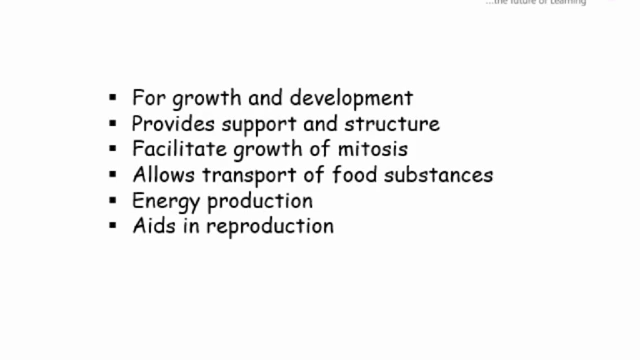 ...the future of Learning
▪ For growth and development
▪ Provides support and structure
▪ Facilitate growth of mitosis
▪ Allows transport of food substances
▪ Energy production
▪ Aids in reproduction